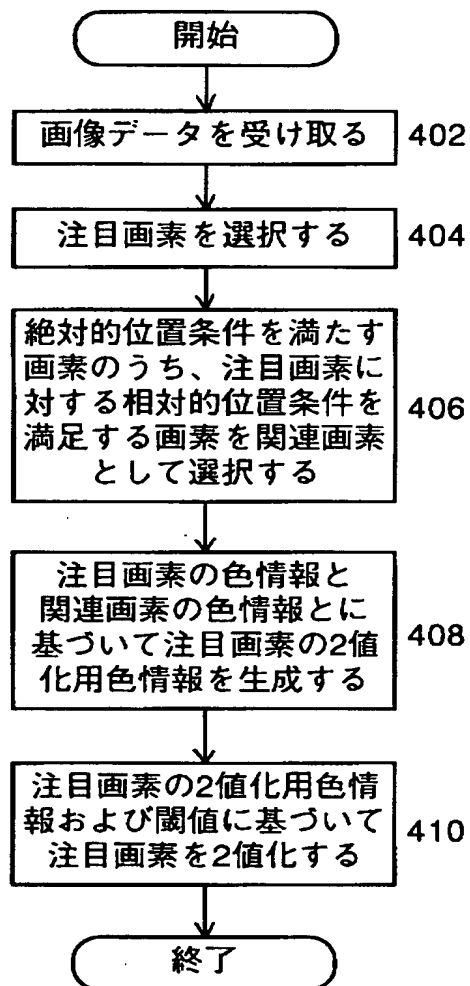 開始
画像データを受け取る
402
注目画素を選択する
404
絶対的位置条件を満たす
画素のうち、注目画素に
対する相対的位置条件を
満足する画素を関連画素
として選択する
406
注目画素の色情報と
関連画素の色情報とに
基づいて注目画素の2値
化用色情報を生成する
408
注目画素の2値化用色情
報および閾値に基づいて
注目画素を2値化する
410
終了